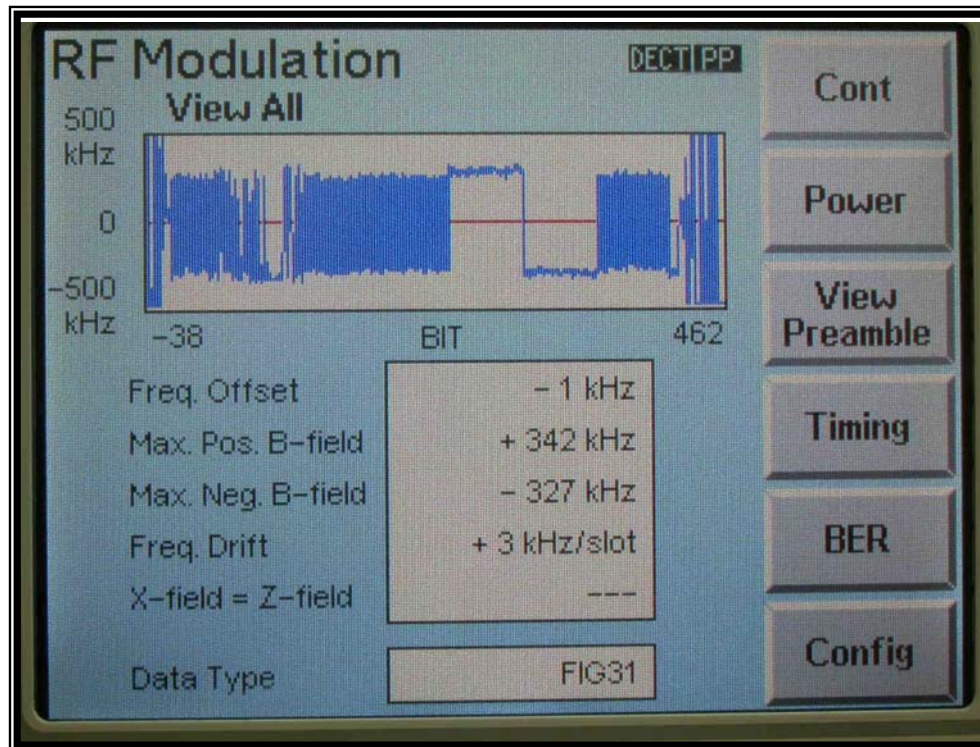 RF Modulation DECT PP
View All
500
kHz
0
-500
kHz
-38 BIT 462
Freq. Offset - 1 kHz
Max. Pos. B-field + 342 kHz
Max. Neg. B-field - 327 kHz
Freq. Drift + 3 kHz/slot
X-field = Z-field ---
Data Type FIG31
Cont
Power
View
Preamble
Timing
BER
Config